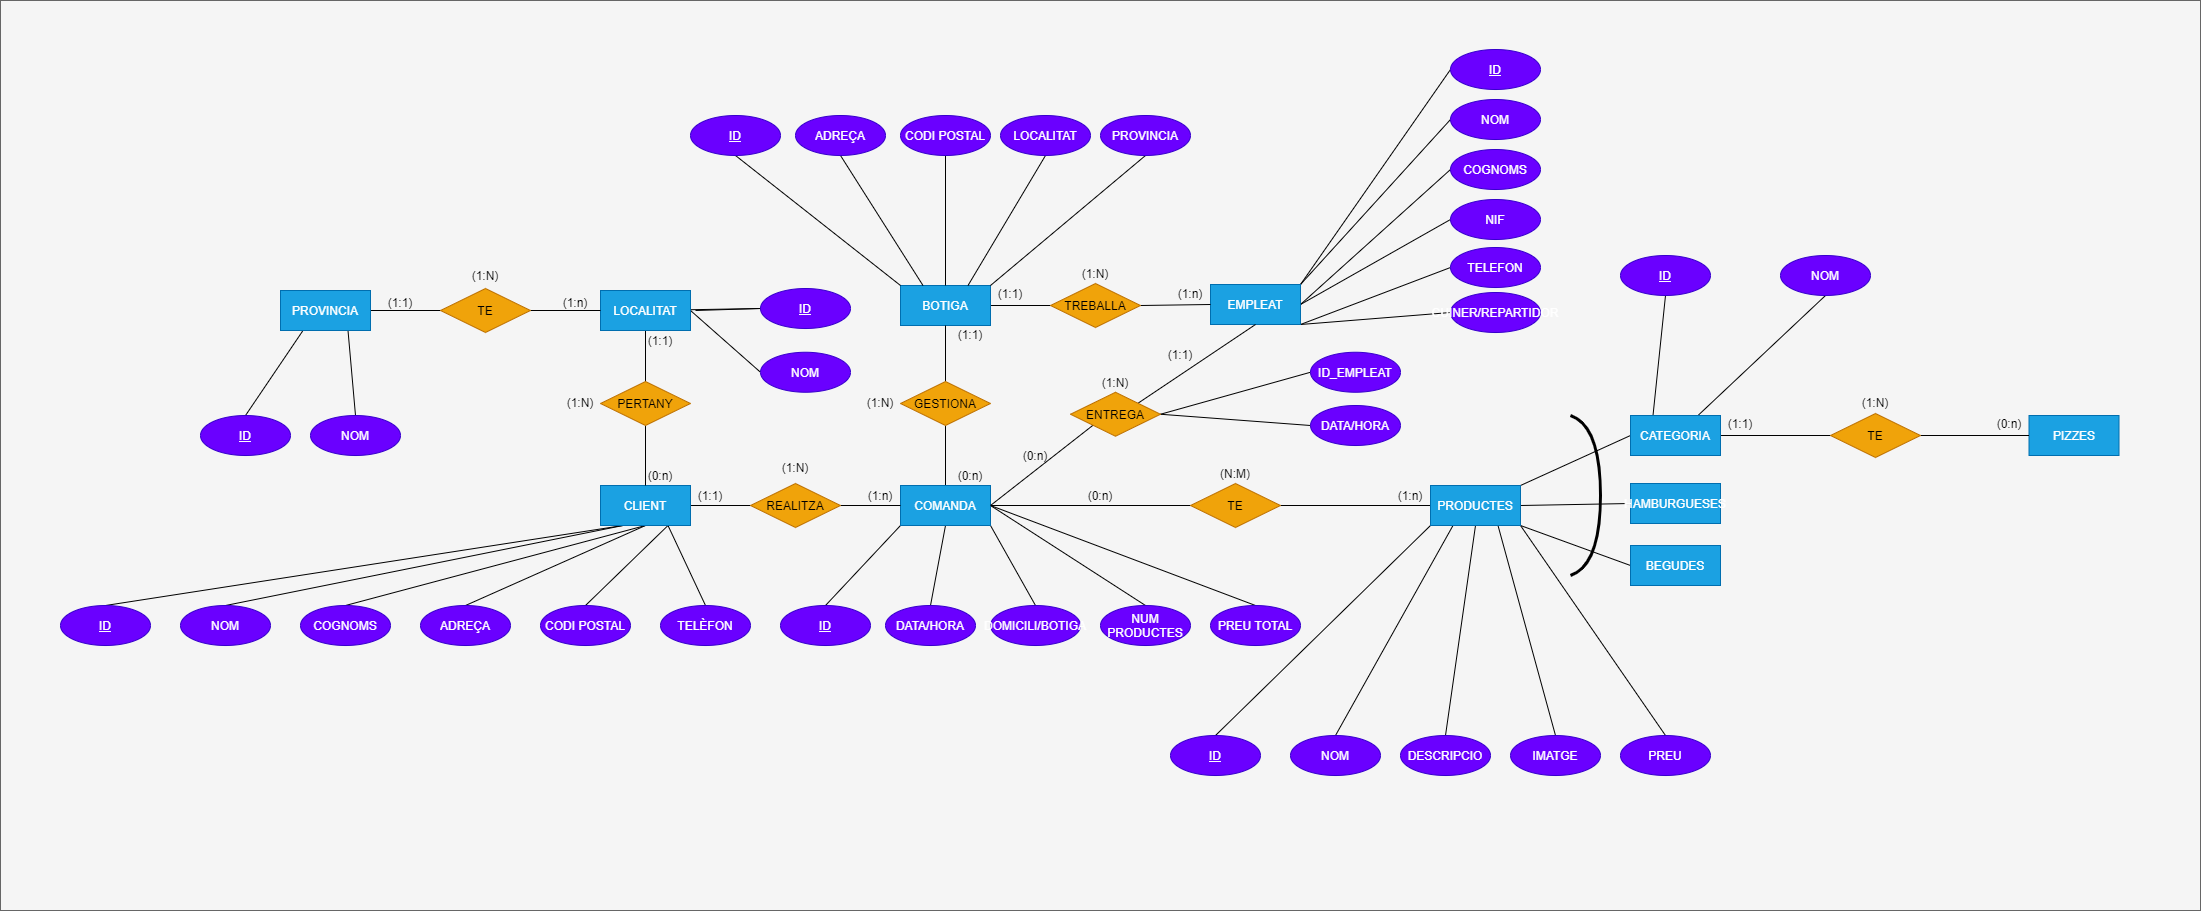 ID
NOM
COGNOMS
NIF
TELEFON
ID
ADREÇA
CODI POSTAL
LOCALITAT
PROVINCIA
(1:N)
(1:N)
ID
NOM
PROVINCIA
(1:1)
TE
(1:n)
LOCALITAT
ID
BOTIGA
(1:1)
TREBALLA
(1:n)
EMPLEAT
(1:1)
(1:1)
(1:1)
NOM
(1:N)
ID_EMPLEAT
(1:N)
PERTANY
(1:N)
GESTIONA
ENTREGA
(1:N)
ID
NOM
DATA/HORA
CATEGORIA
(1:1)
TE
(0:n)
PIZZES
(0:n)
(1:N)
(0:n)
(0:n)
(N:M)
CLIENT
(1:1)
REALITZA
(1:n)
COMANDA
(0:n)
TE
(1:n)
PRODUCTES
HAMBURGUESES
BEGUDES
ID
NOM
COGNOMS
ADREÇA
CODI POSTAL
TELÈFON
ID
DATA/HORA
DOMICILI/BOTIGA
NUM
PRODUCTES
PREU TOTAL
ID
NOM
DESCRIPCIO
IMATGE
PREU